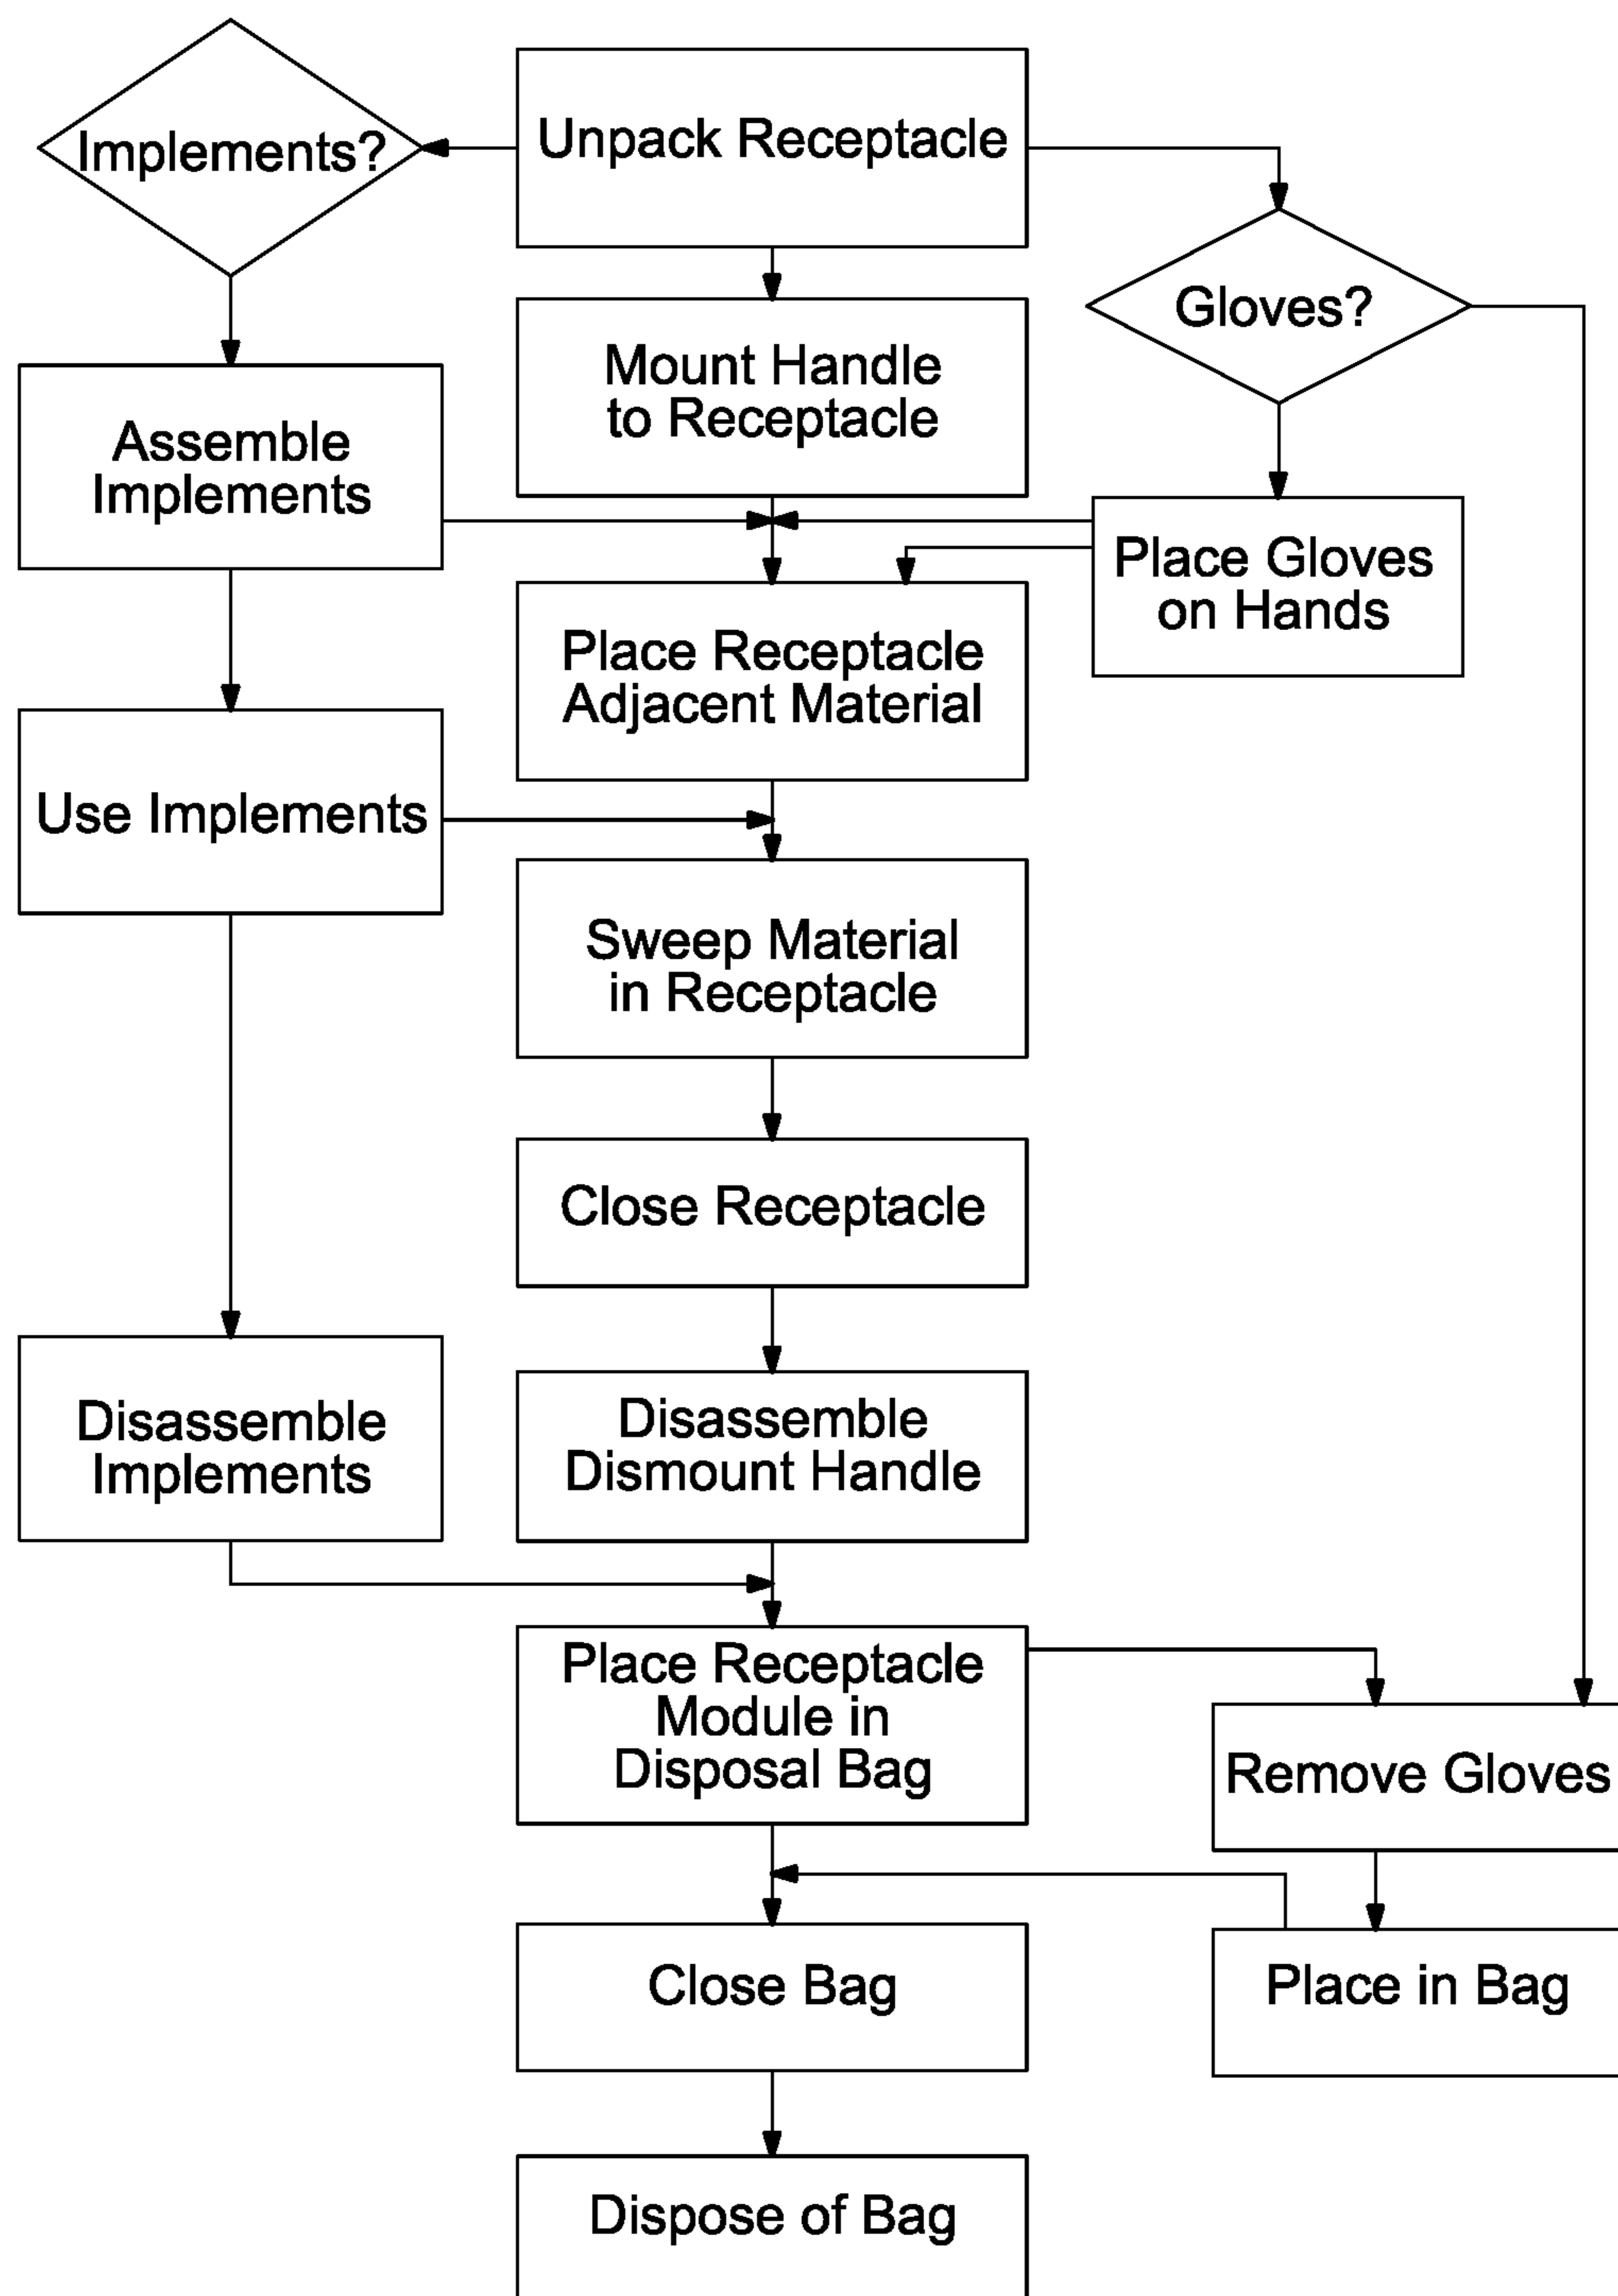 Implements?
Unpack Receptacle
Gloves?
Mount Handle
to Receptacle
Assemble
Implements
Place Gloves
on Hands
Place Receptacle
Adjacent Material
Use Implements
Sweep Material
in Receptacle
Close Receptacle
Disassemble
Implements
Disassemble
Dismount Handle
Place Receptacle
Module in
Disposal Bag
Remove Gloves
Close Bag
Place in Bag
Dispose of Bag